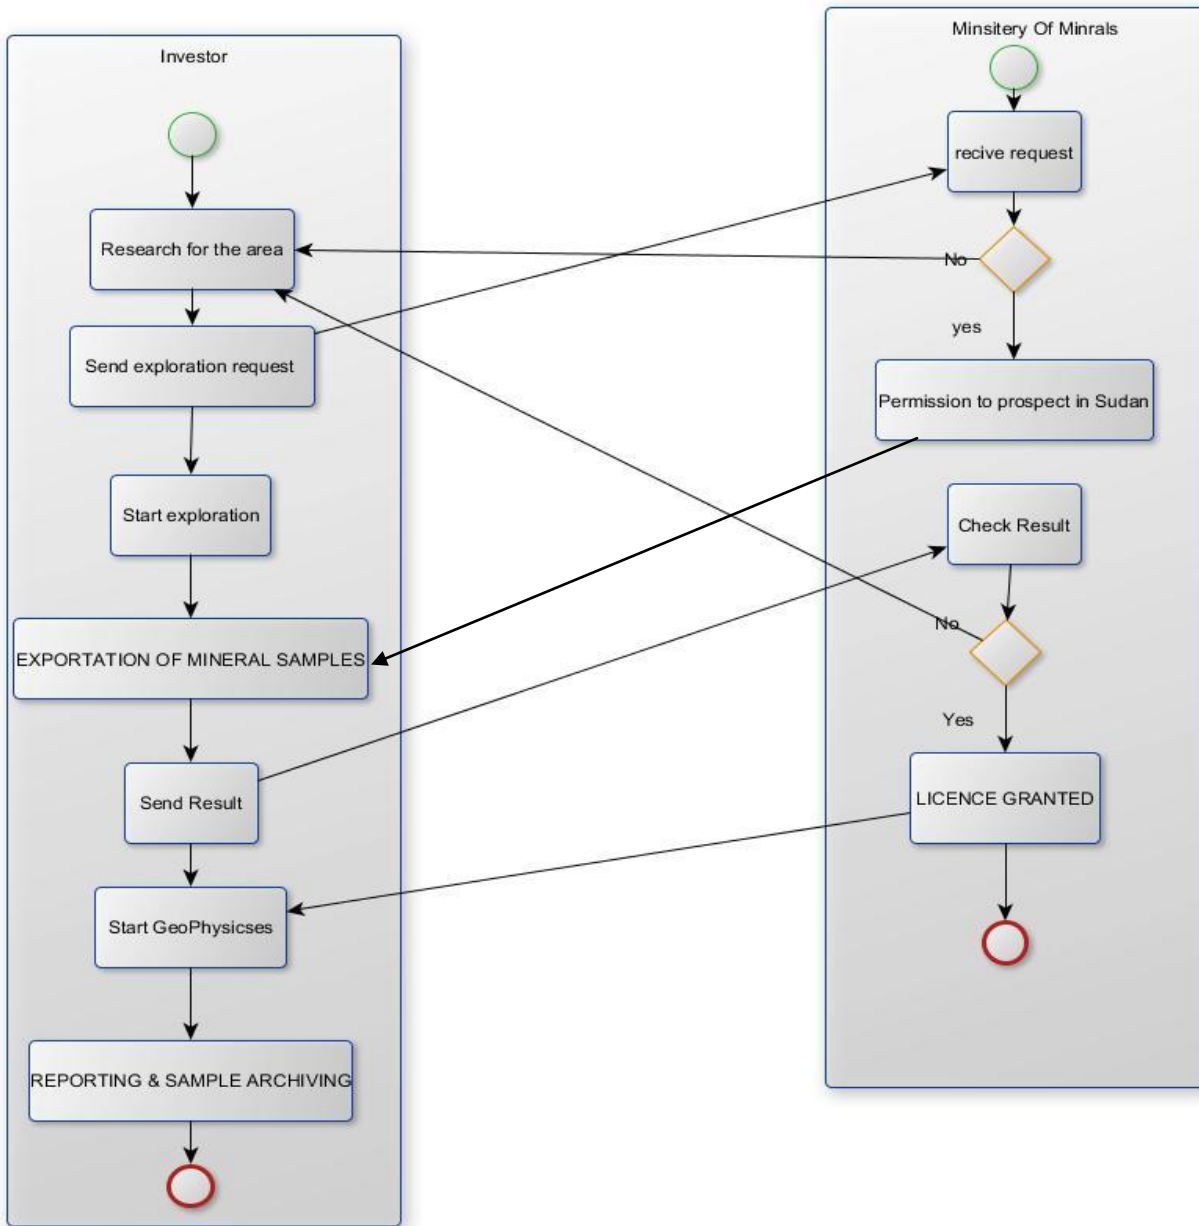 Investor
Research for the area
Send exploration request
Start exploration
EXPORTATION OF MINERAL SAMPLES
Send Result
Start GeoPhysicses
REPORTING & SAMPLE ARCHIVING
Minsitery Of Minrals
recive request
No
yes
Permission to prospect in Sudan
Check Result
No
Yes
LICENCE GRANTED